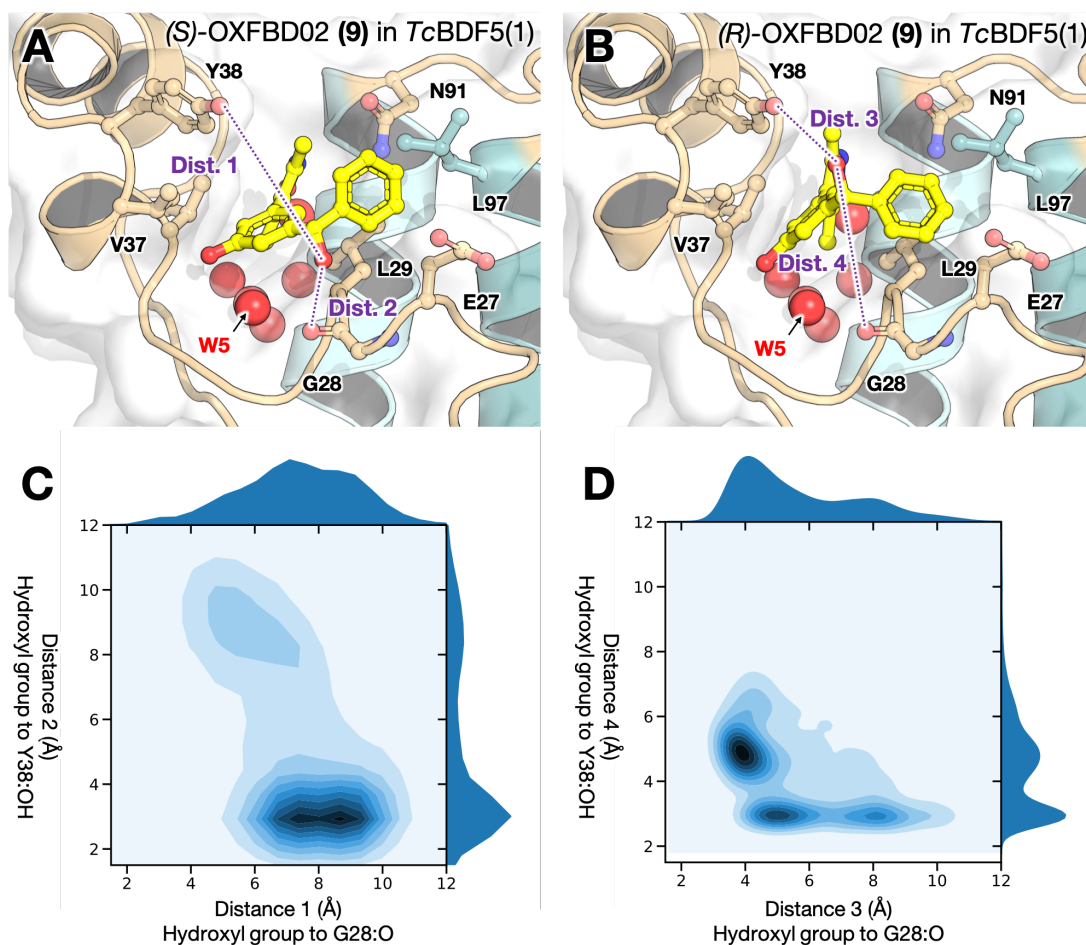 A
(S)-OXFBD02 (9) in TcBDF5(1)
Y38
N91
Dist. 1
L97
V37
L29
E27
Dist. 2
W5
G28
B
(R)-OXFBD02 (9) in TcBDF5(1)
Y38
N91
Dist. 3
L97
V37
Dist. 4
L29
E27
W5
G28
C
12
10
8
6
4
2
Distance 2 (Å)
Hydroxyl group to Y38:OH
2 4 6 8 10 12
Distance 1 (Å)
Hydroxyl group to G28:O
D
12
10
8
6
4
2
Distance 4 (Å)
Hydroxyl group to Y38:OH
2 4 6 8 10 12
Distance 3 (Å)
Hydroxyl group to G28:O